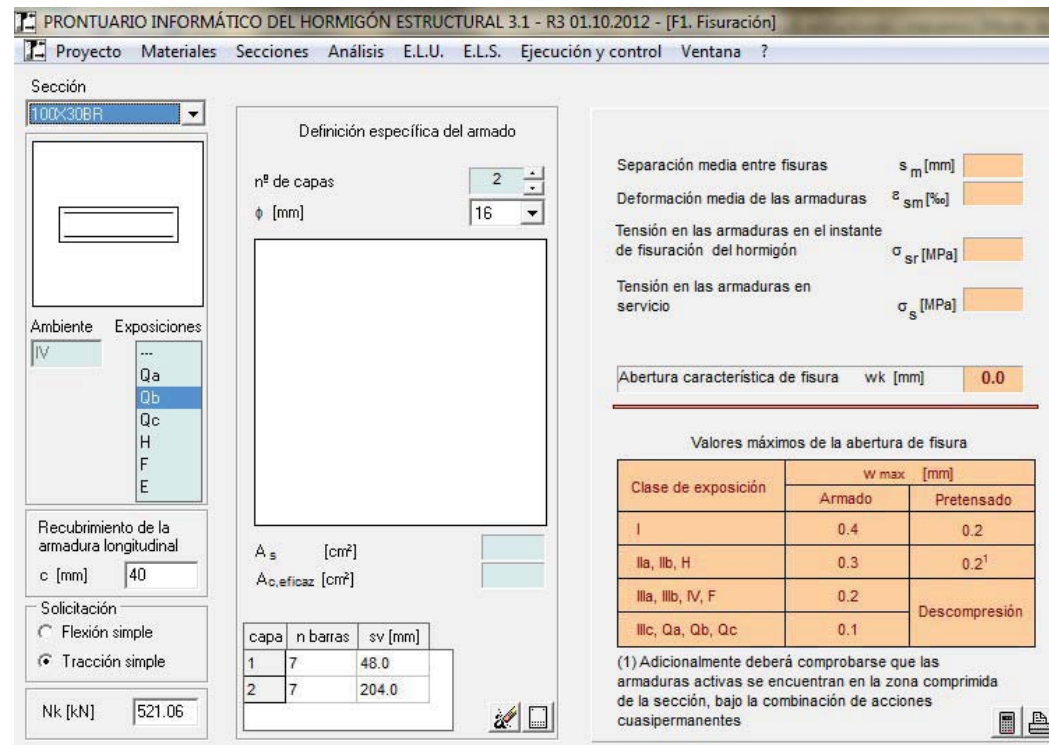 PRONTUARIO INFORMÁTICO DEL HORMIGÓN ESTRUCTURAL 3.1 - R3 01.10.2012 - [F1. Fisuración]
Proyecto Materiales Secciones Análisis E.L.U. E.L.S. Ejecución y control Ventana ?
Sección
100X30BR
Ambiente Exposiciones
IV
---
Qa
Qb
Qc
H
F
E
Recubrimiento de la
armadura longitudinal
c [mm] 40
Solicitación
Flexión simple
Tracción simple
Nk [kN] 521.06
Definición específica del armado
nº de capas 2
ϕ [mm] 16
A s [cm²]
Ac,eficaz [cm²]
capa n barras sv [mm]
1 7 48.0
2 7 204.0
Separación media entre fisuras s m [mm]
Deformación media de las armaduras ε sm [‰]
Tensión en las armaduras en el instante
de fisuración del hormigón σ sr [MPa]
Tensión en las armaduras en
servicio σ s [MPa]
Abertura característica de fisura wk [mm] 0.0
Valores máximos de la abertura de fisura
Clase de exposición w max [mm]
Armado Pretensado
I 0.4 0.2
IIa, IIb, H 0.3 0.2¹
IIIa, IIIb, IV, F 0.2 Descompresión
IIIc, Qa, Qb, Qc 0.1
(1) Adicionalmente deberá comprobarse que las
armaduras activas se encuentran en la zona comprimida
de la sección, bajo la combinación de acciones
cuasipermanentes